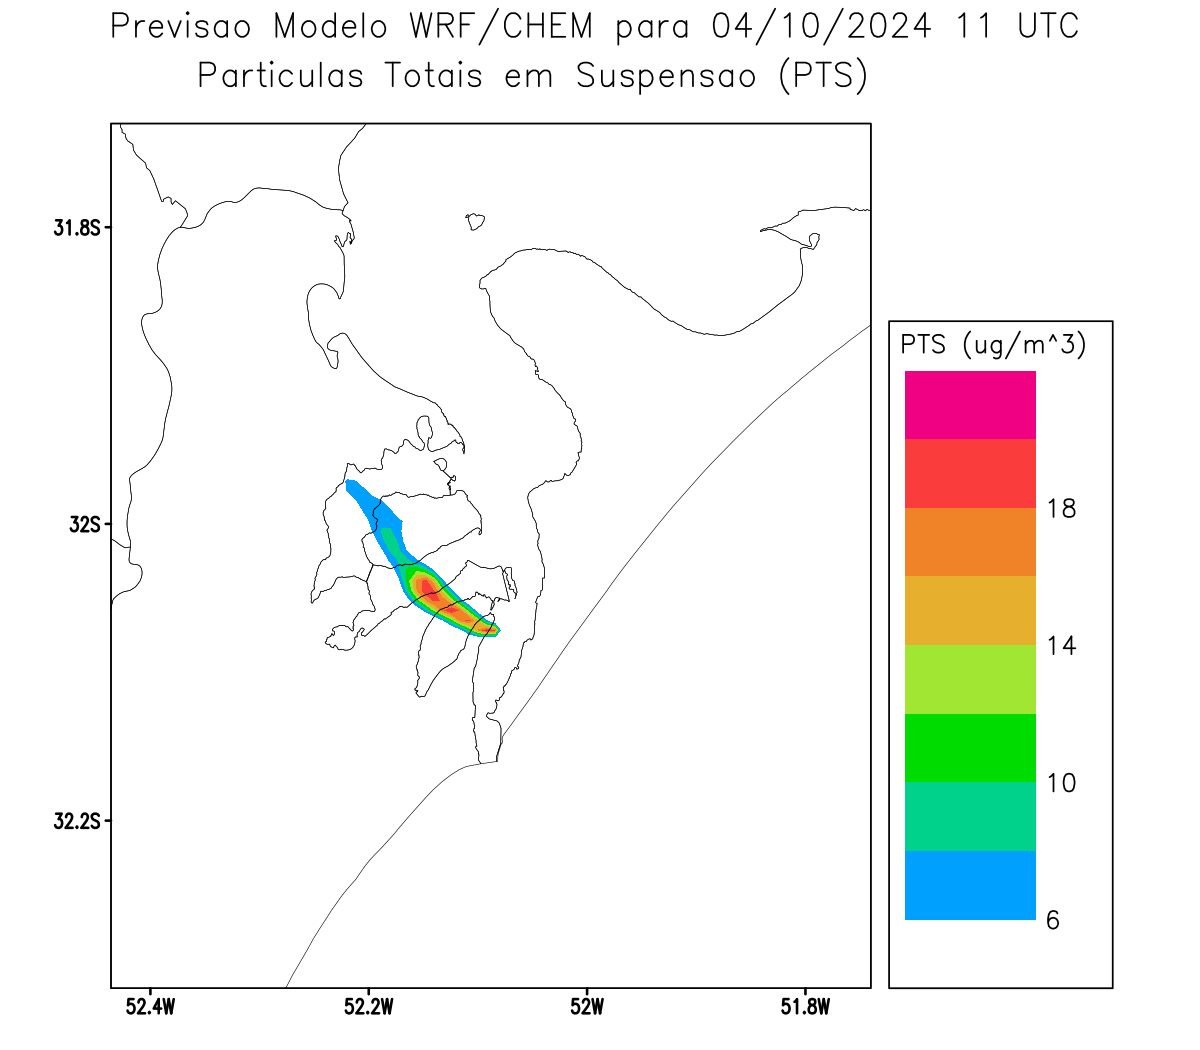 Previsao Modelo WRF/CHEM para 04/10/2024 11 UTC
Particulas Totais em Suspensao (PTS)
31.8S
32S
32.2S
52.4W
52.2W
52W
51.8W
PTS (ug/m^3)
18
14
10
6